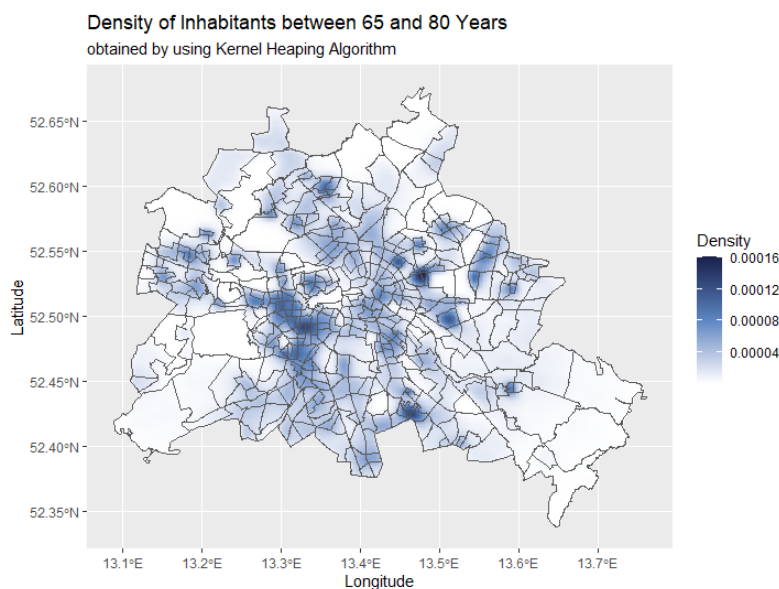 Density of Inhabitants between 65 and 80 Years
obtained by using Kernel Heaping Algorithm
52.65°N
52.60°N
52.55°N
52.50°N
52.45°N
52.40°N
52.35°N
Latitude
13.1°E 13.2°E 13.3°E 13.4°E 13.5°E 13.6°E 13.7°E
Longitude
Density
0.00016
0.00012
0.00008
0.00004